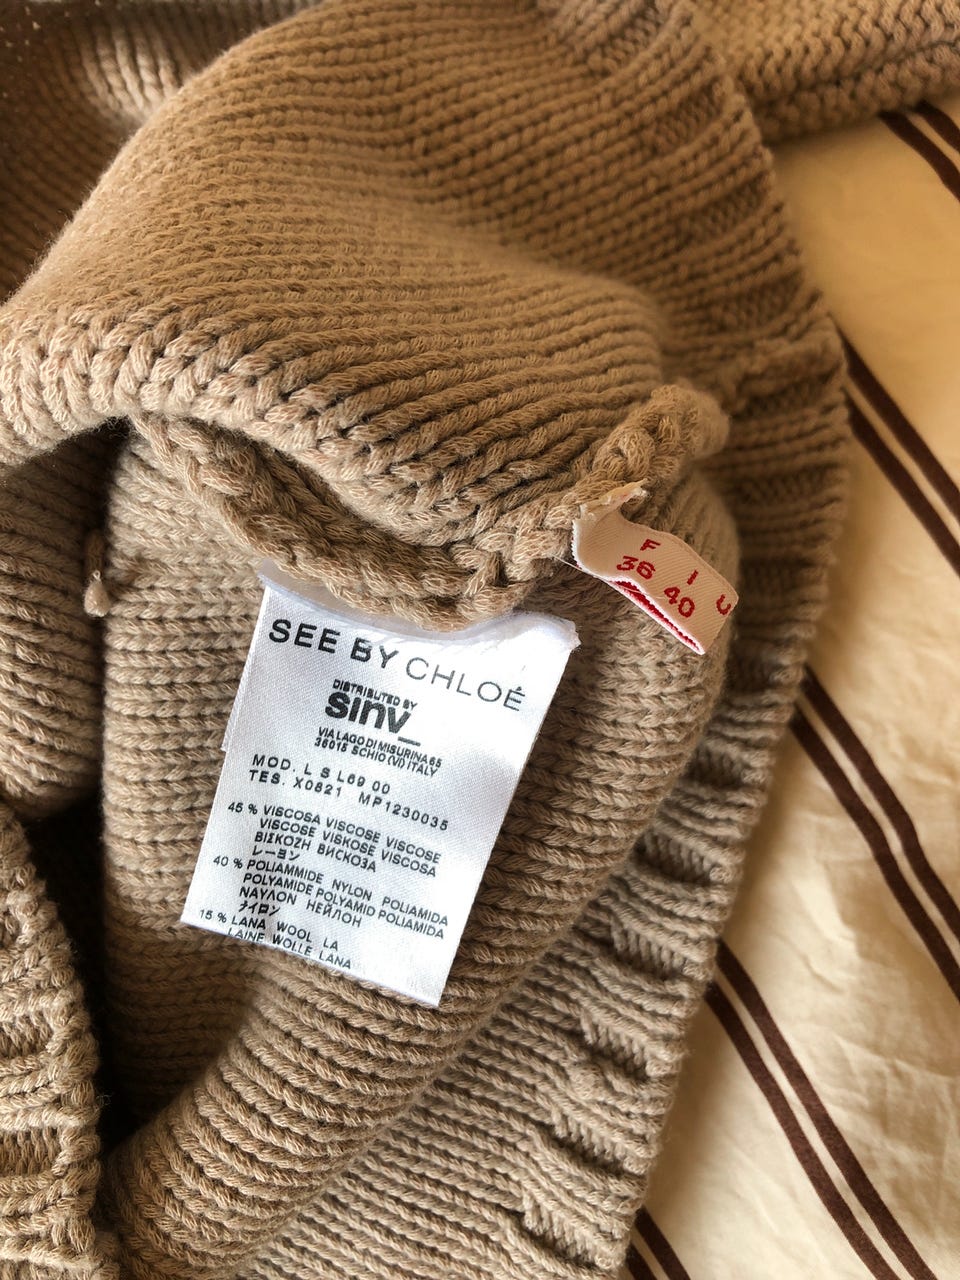 SEE BY CHLOÉ
DISTRIBUTED BY
sinv_
VIA LAGO DI MISURINA 65
36015 SCHIO (VI) ITALY
MOD. L S L69 00
TES. X0821 MP1230035
45 % VISCOSA VISCOSE VISCOSE
VISCOSE VISKOSE VISCOSA
ΒΙΣΚΟΖΗ ВИСКОЗА
レーヨン
40 % POLIAMMIDE NYLON POLIAMIDA
POLYAMIDE POLYAMID POLIAMIDA
ΝΑΥΛΟΝ НЕЙЛОН
ナイロン
15 % LANA WOOL LA
LAINE WOLLE LANA
F I
36 40